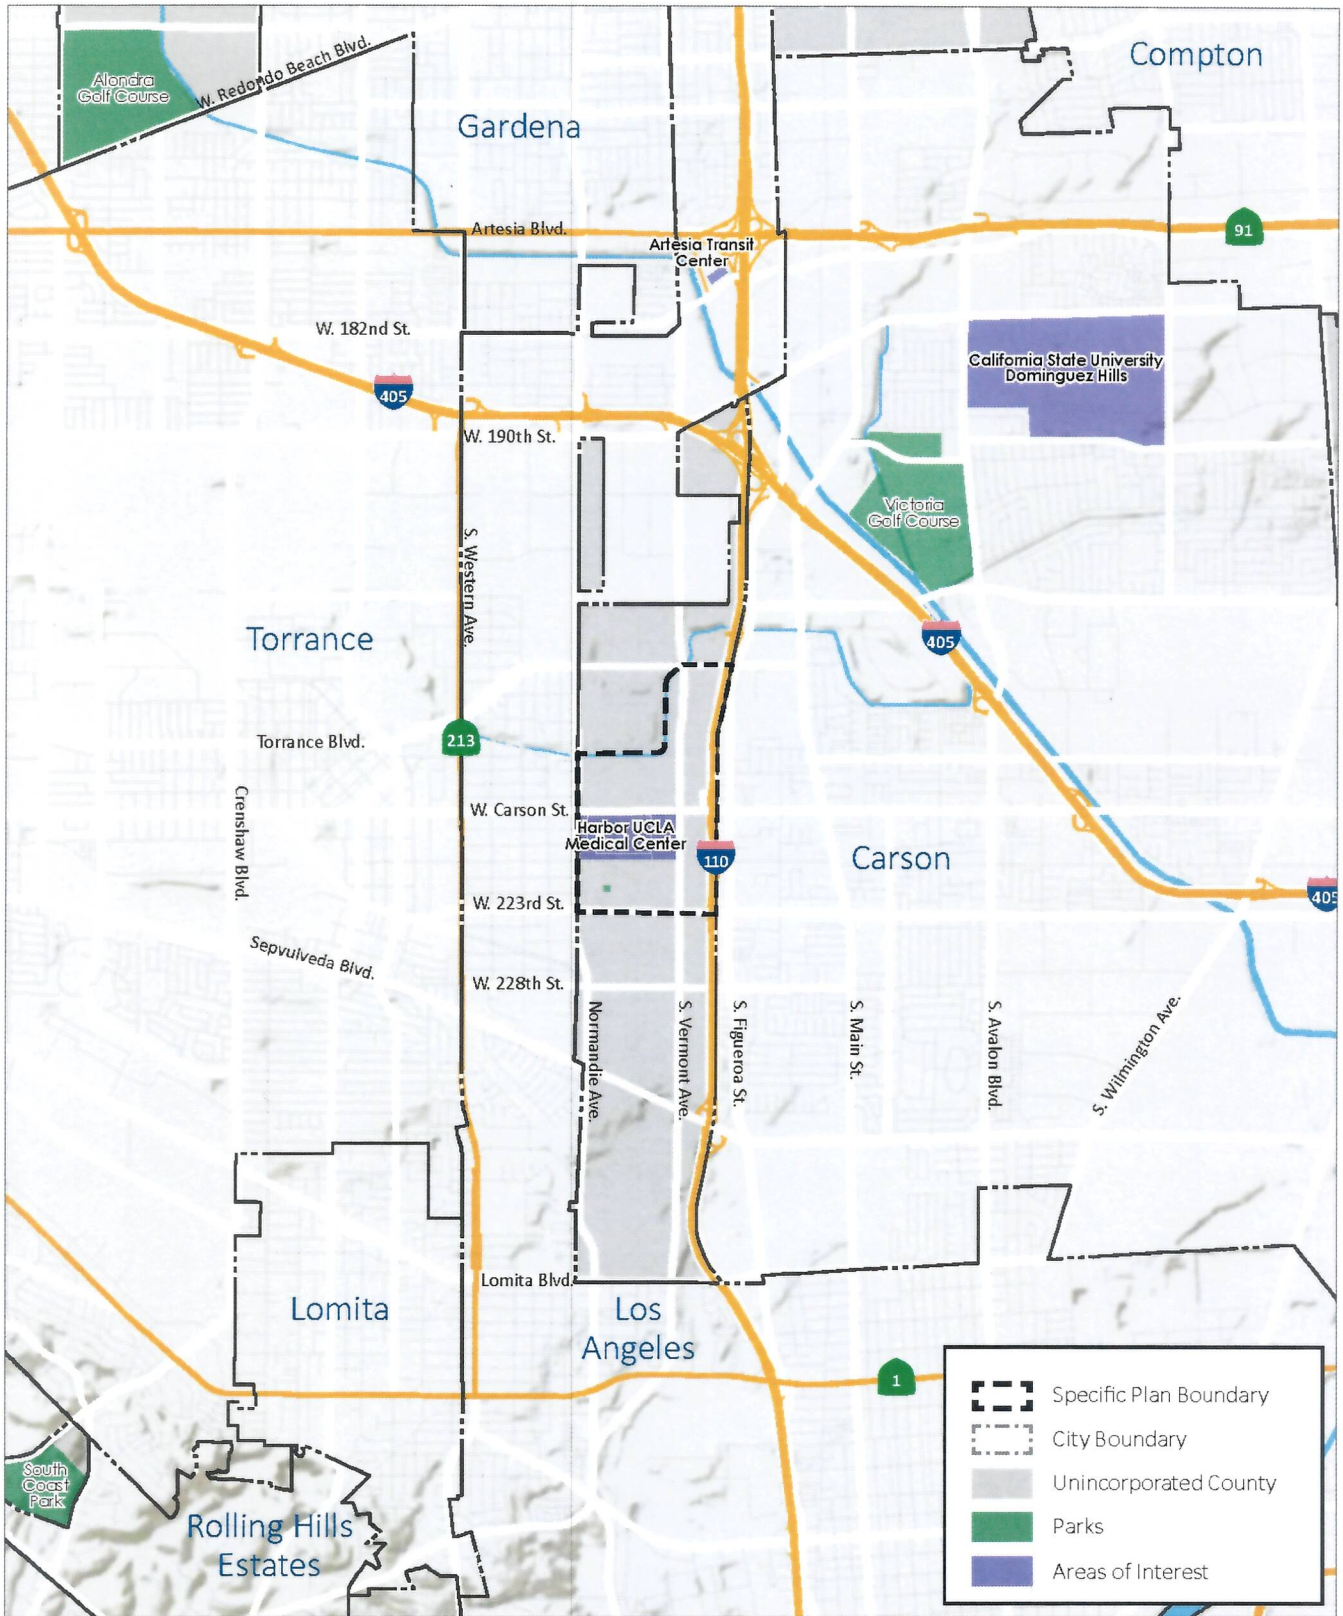 Compton
Alondra
Golf Course
W. Redondo Beach Blvd.
Gardena
Artesia Blvd.
91
Artesia Transit
Center
W. 182nd St.
California State University
Dominguez Hills
405
W. 190th St.
Victoria
Golf Course
S. Western Ave.
Torrance
405
213
Torrance Blvd.
Crenshaw Blvd.
W. Carson St.
Harbor UCLA
Medical Center
110
Carson
405
W. 223rd St.
Sepvulveda Blvd.
W. 228th St.
Normandie Ave.
S. Vermont Ave.
S. Figueroa St.
S. Main St.
S. Avalon Blvd.
S. Wilmington Ave.
Lomita Blvd.
Lomita
Los
Angeles
1
South
Coast
Park
Rolling Hills
Estates
Specific Plan Boundary
City Boundary
Unincorporated County
Parks
Areas of Interest